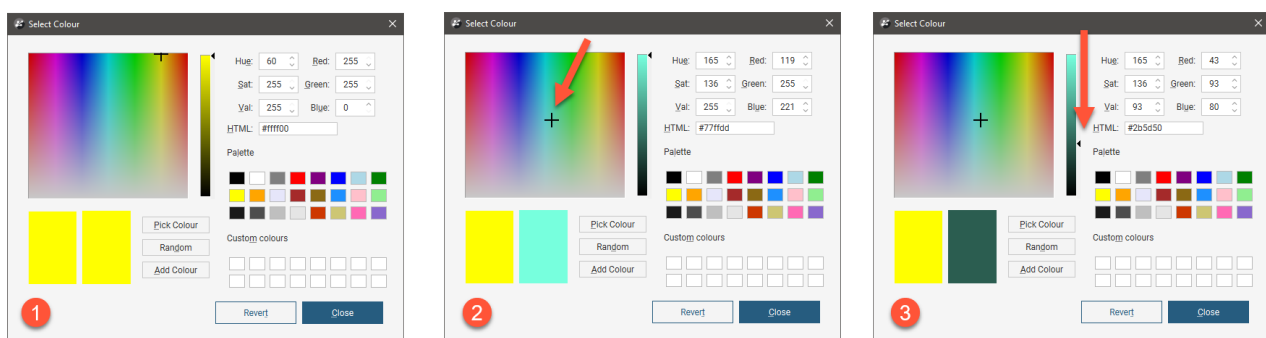 Select Colour
Hue: 60 Red: 255
Sat: 255 Green: 255
Val: 255 Blue: 0
HTML: #ffff00
Palette
Pick Colour
Random
Add Colour
Custom colours
1
Revert Close
Select Colour
Hue: 165 Red: 119
Sat: 136 Green: 255
Val: 255 Blue: 221
HTML: #77ffdd
Palette
Pick Colour
Random
Add Colour
Custom colours
2
Revert Close
Select Colour
Hue: 165 Red: 43
Sat: 136 Green: 93
Val: 93 Blue: 80
HTML: #2b5d50
Palette
Pick Colour
Random
Add Colour
Custom colours
3
Revert Close